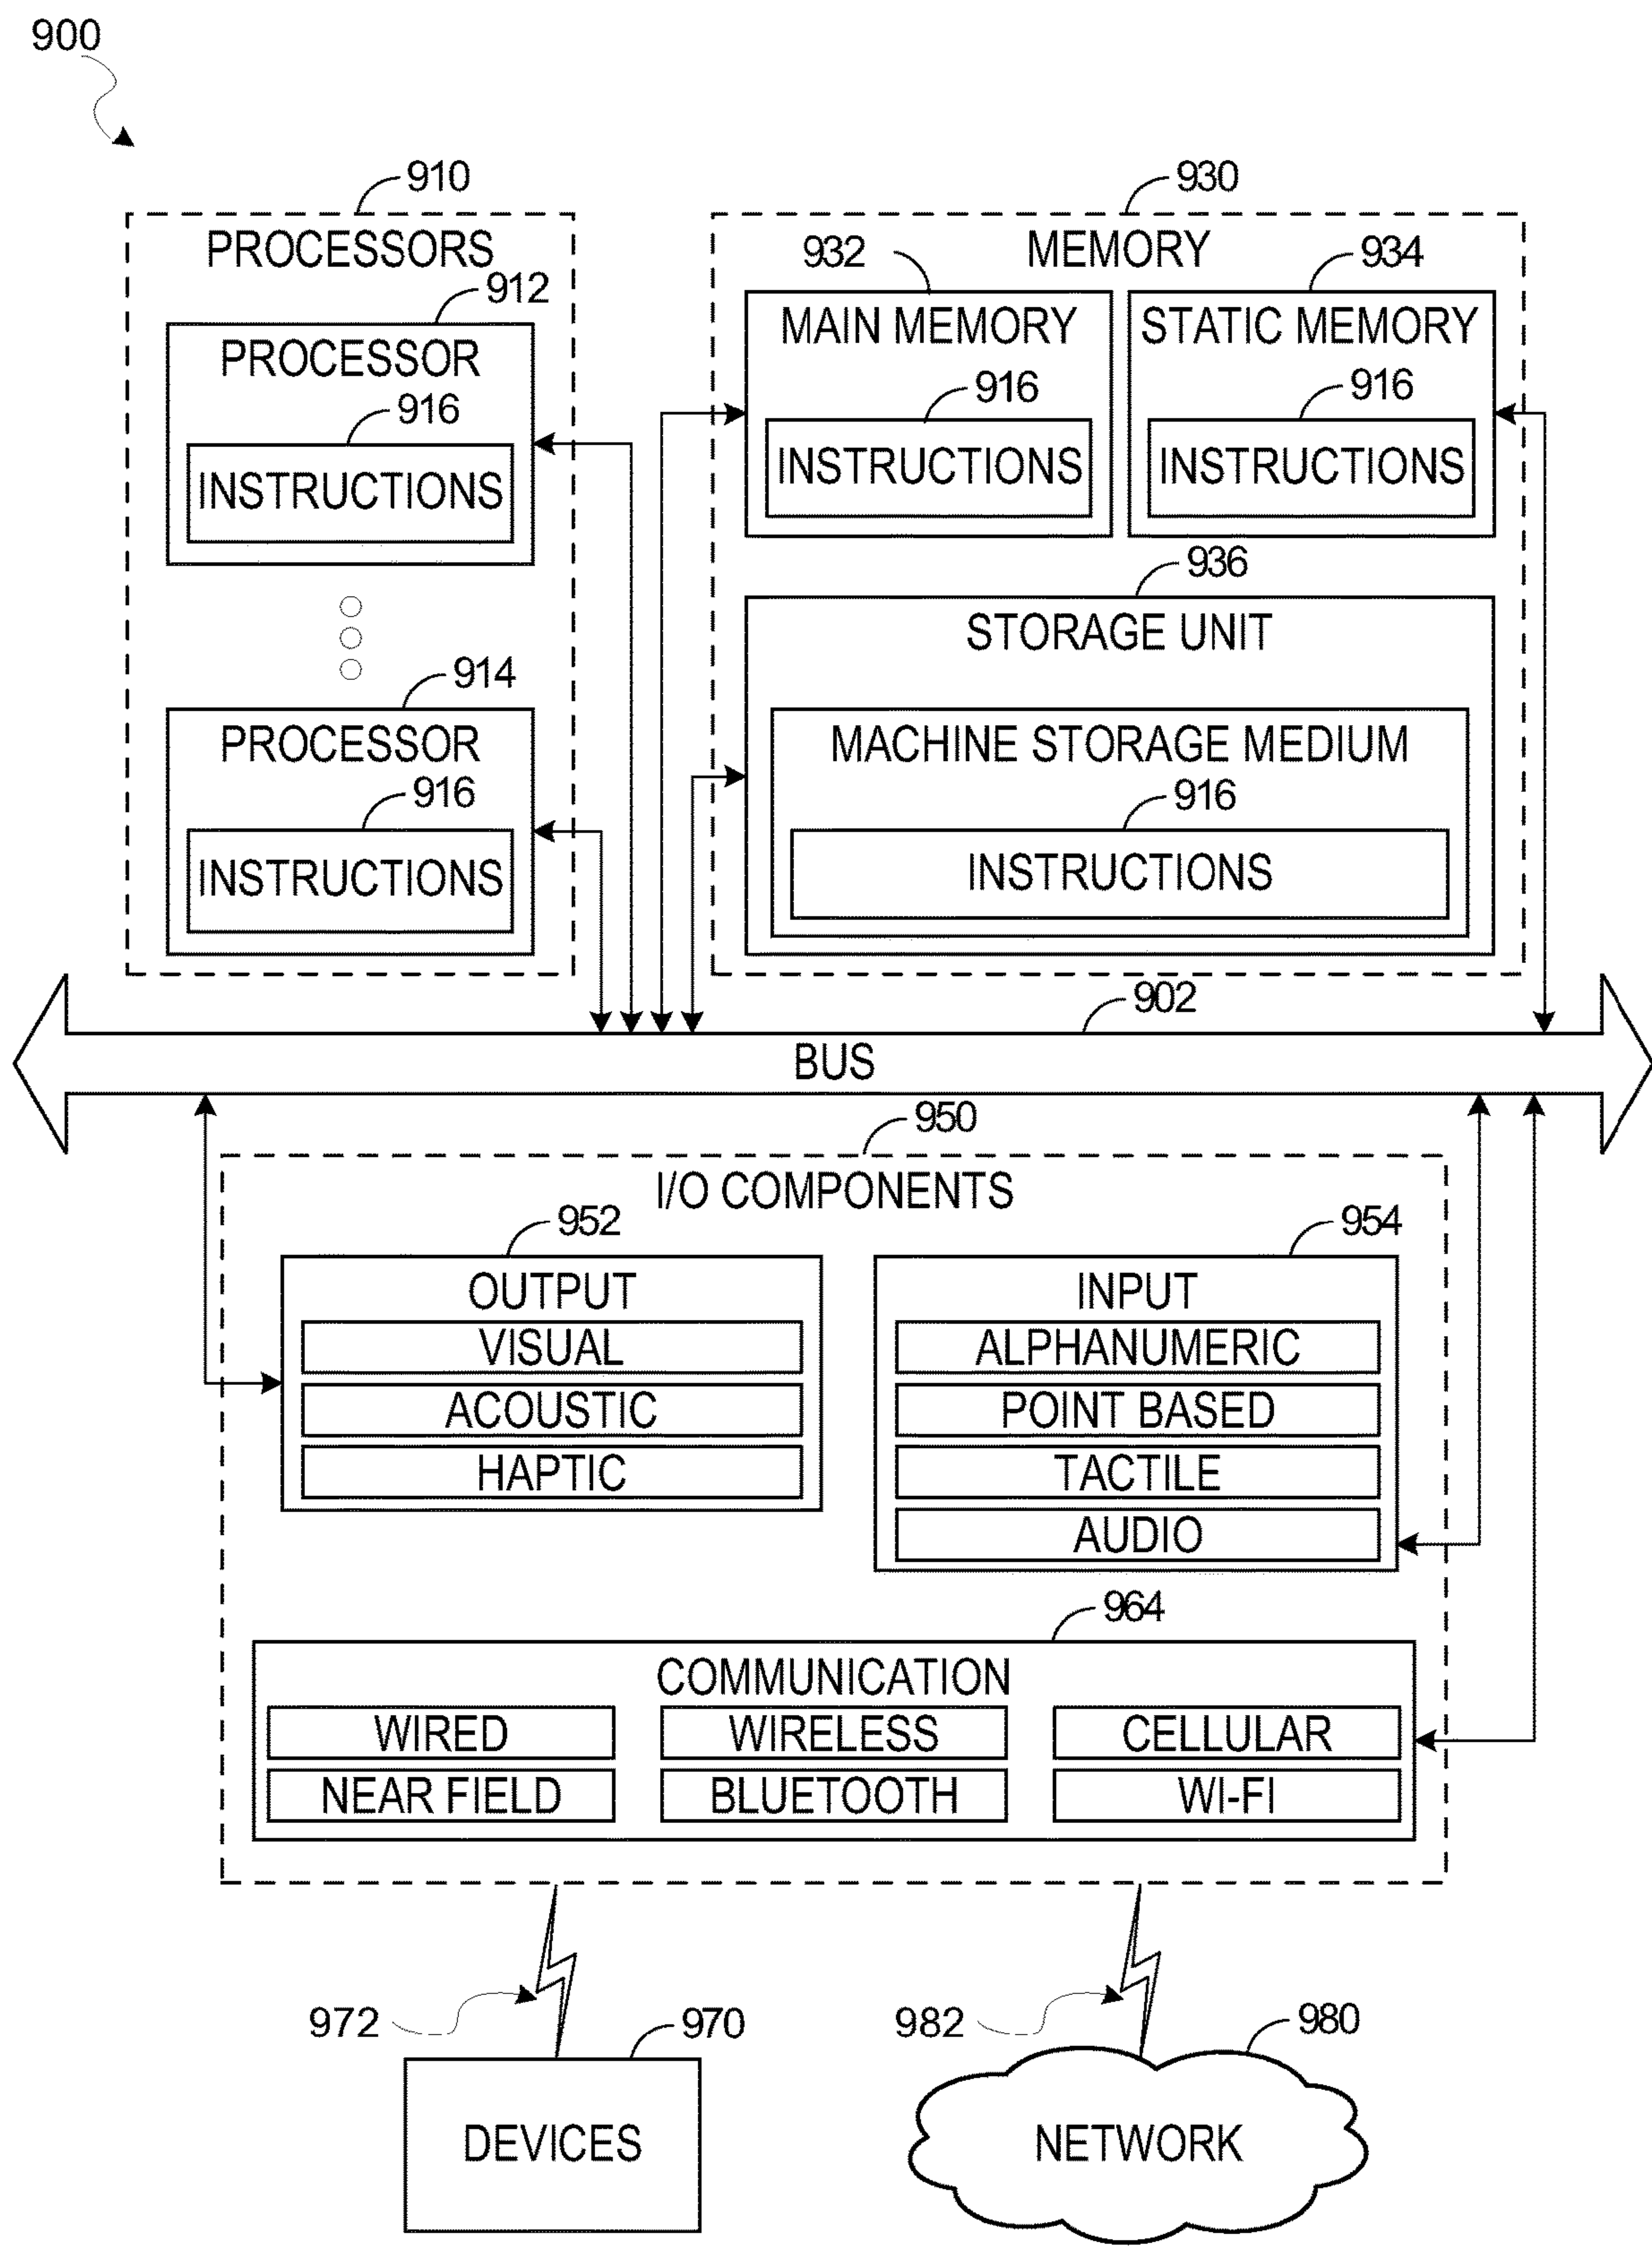 900
910
930
PROCESSORS
932
MEMORY
934
912
MAIN MEMORY
STATIC MEMORY
PROCESSOR
916
916
916
INSTRUCTIONS
INSTRUCTIONS
INSTRUCTIONS
936
STORAGE UNIT
914
PROCESSOR
MACHINE STORAGE MEDIUM
916
916
INSTRUCTIONS
INSTRUCTIONS
902
BUS
950
I/O COMPONENTS
952
954
OUTPUT
INPUT
VISUAL
ALPHANUMERIC
ACOUSTIC
POINT BASED
HAPTIC
TACTILE
AUDIO
964
COMMUNICATION
WIRED
WIRELESS
CELLULAR
NEAR FIELD
BLUETOOTH
WI-FI
972
970
982
980
DEVICES
NETWORK